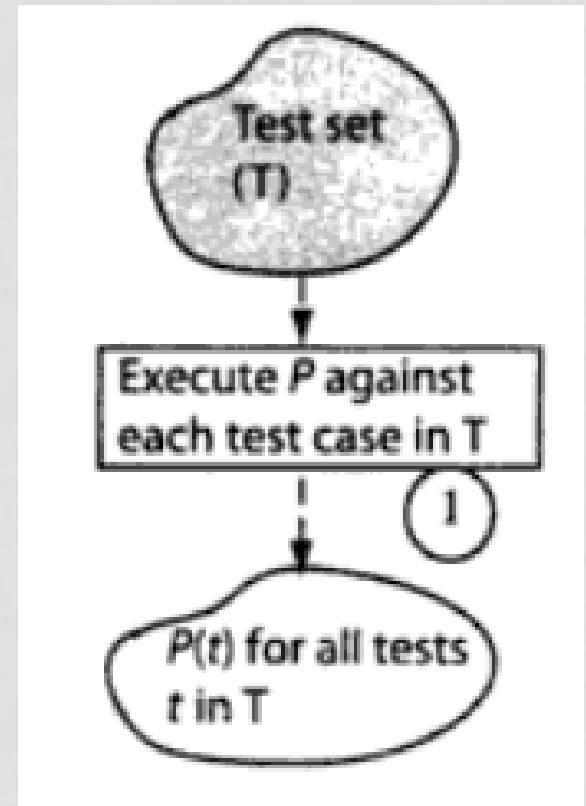 Test set
(T)
Execute P against
each test case in T
1
P(t) for all tests
t in T